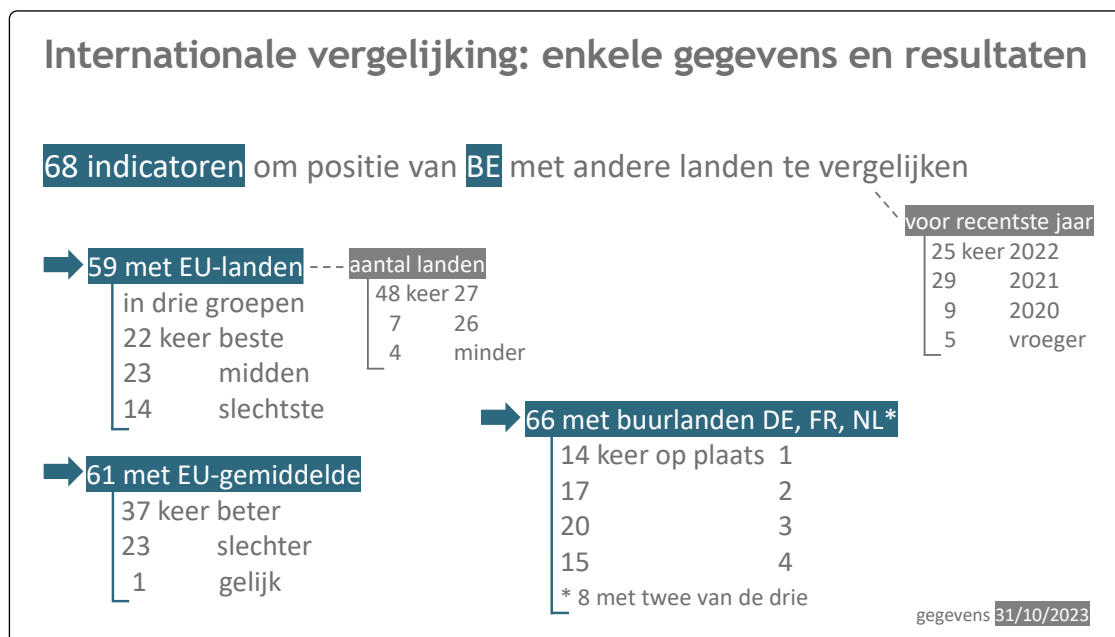 Internationale vergelijking: enkele gegevens en resultaten
68 indicatoren om positie van BE met andere landen te vergelijken
voor recentste jaar
25 keer 2022
29 2021
9 2020
5 vroeger
59 met EU-landen
in drie groepen
22 keer beste
23 midden
14 slechtste
aantal landen
48 keer 27
7 26
4 minder
61 met EU-gemiddelde
37 keer beter
23 slechter
1 gelijk
66 met buurlanden DE, FR, NL*
14 keer op plaats 1
17 2
20 3
15 4
* 8 met twee van de drie
gegevens 31/10/2023